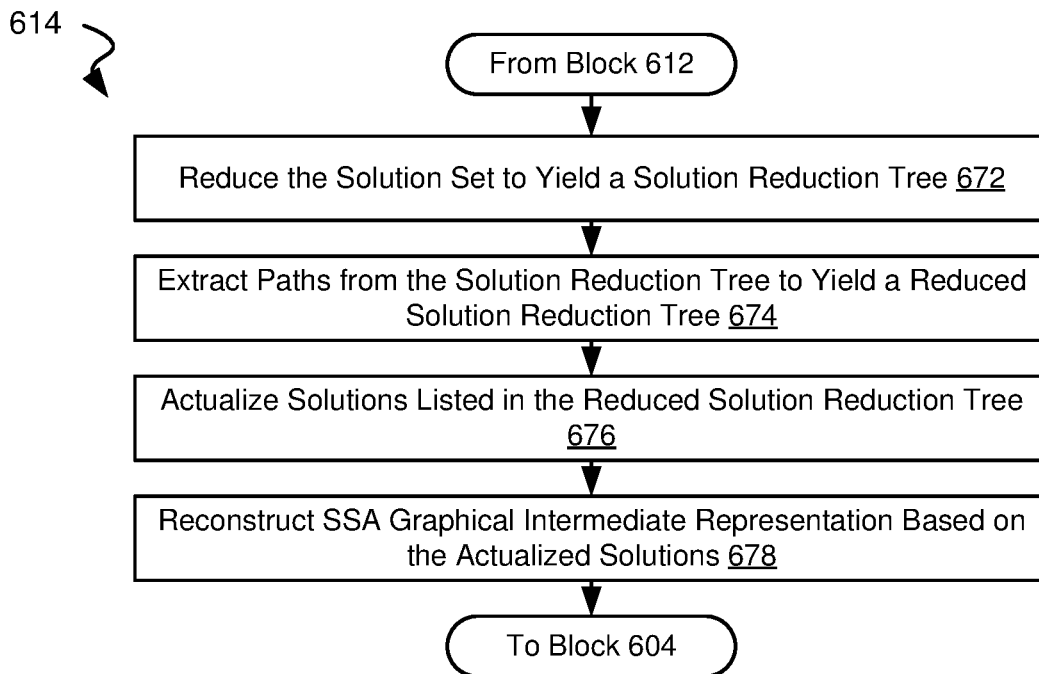 614
From Block 612
Reduce the Solution Set to Yield a Solution Reduction Tree 672
Extract Paths from the Solution Reduction Tree to Yield a Reduced
Solution Reduction Tree 674
Actualize Solutions Listed in the Reduced Solution Reduction Tree
676
Reconstruct SSA Graphical Intermediate Representation Based on
the Actualized Solutions 678
To Block 604